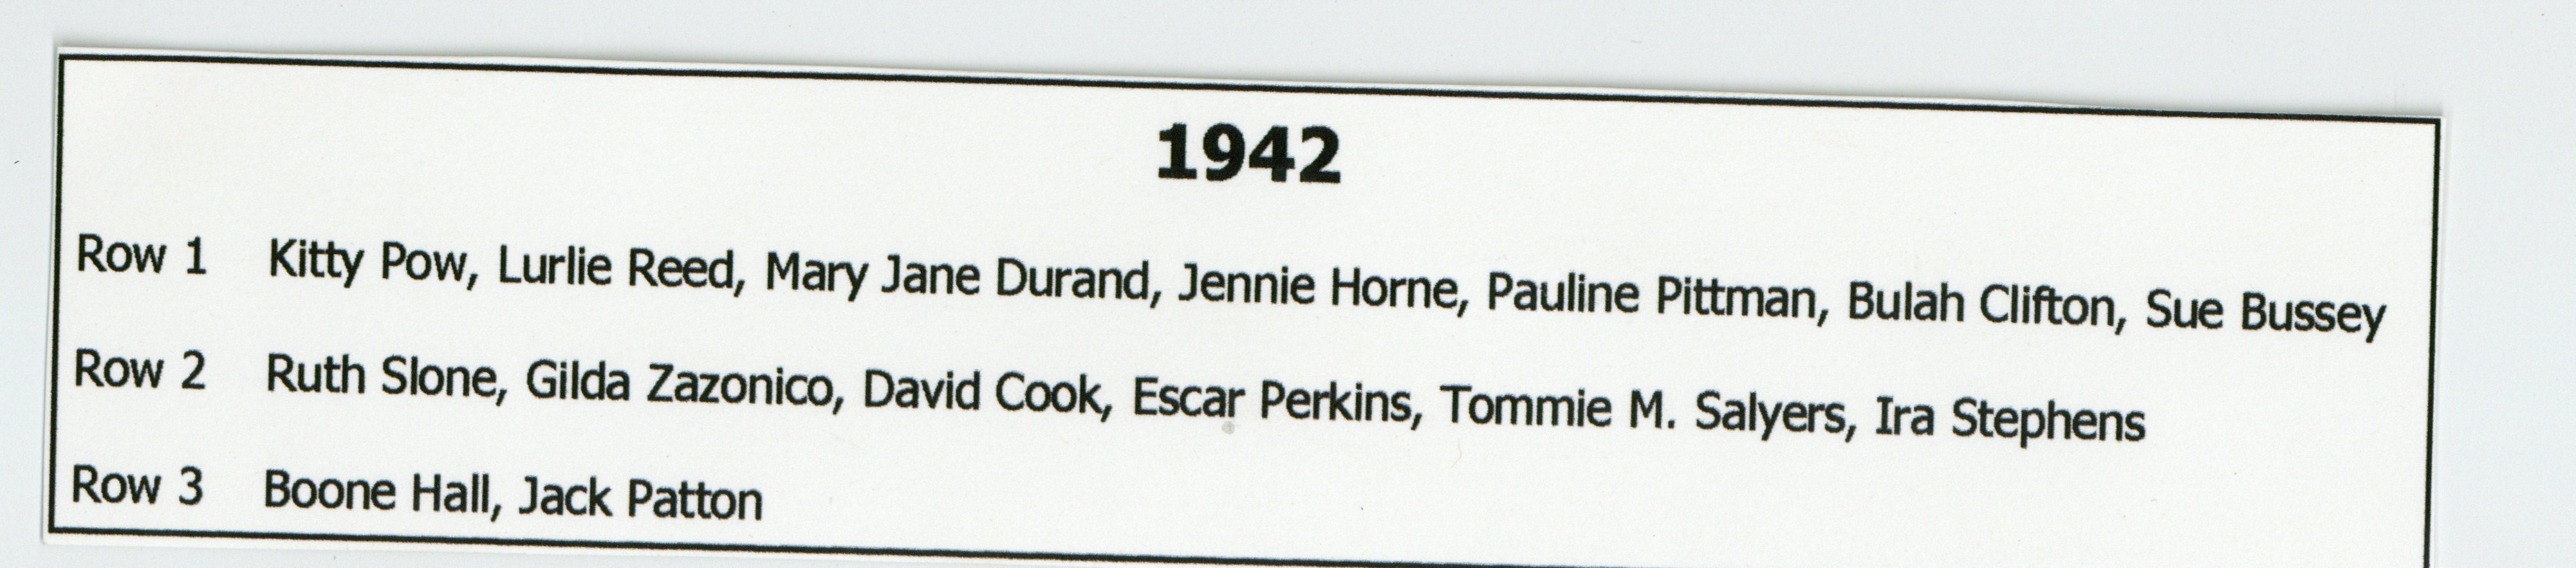 1942
Row 1 Kitty Pow, Lurlie Reed, Mary Jane Durand, Jennie Horne, Pauline Pittman, Bulah Clifton, Sue Bussey
Row 2 Ruth Slone, Gilda Zazonico, David Cook, Escar Perkins, Tommie M. Salyers, Ira Stephens
Row 3 Boone Hall, Jack Patton